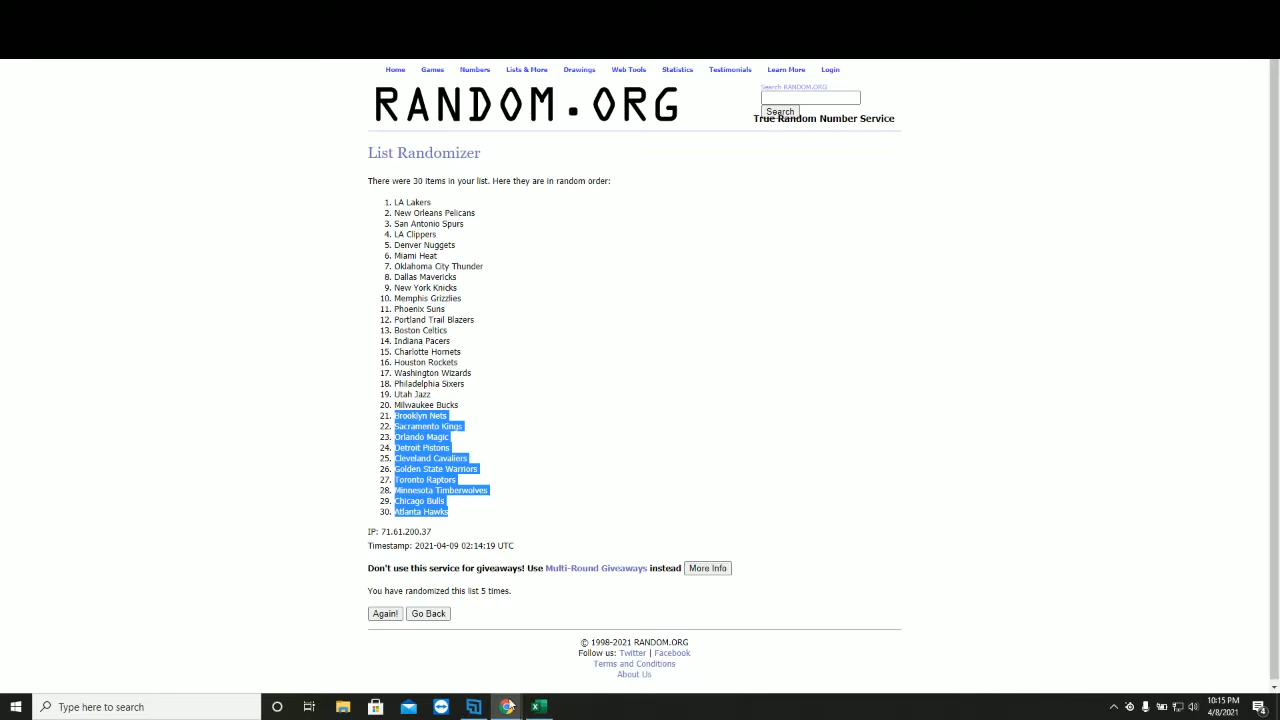 Home Games Numbers Lists & More Drawings Web Tools Statistics Testimonials Learn More Login
RANDOM.ORG
Search RANDOM.ORG
Search
True Random Number Service
List Randomizer
There were 30 items in your list. Here they are in random order:
1. LA Lakers
2. New Orleans Pelicans
3. San Antonio Spurs
4. LA Clippers
5. Denver Nuggets
6. Miami Heat
7. Oklahoma City Thunder
8. Dallas Mavericks
9. New York Knicks
10. Memphis Grizzlies
11. Phoenix Suns
12. Portland Trail Blazers
13. Boston Celtics
14. Indiana Pacers
15. Charlotte Hornets
16. Houston Rockets
17. Washington Wizards
18. Philadelphia Sixers
19. Utah Jazz
20. Milwaukee Bucks
21. Brooklyn Nets
22. Sacramento Kings
23. Orlando Magic
24. Detroit Pistons
25. Cleveland Cavaliers
26. Golden State Warriors
27. Toronto Raptors
28. Minnesota Timberwolves
29. Chicago Bulls
30. Atlanta Hawks
IP: 71.61.200.37
Timestamp: 2021-04-09 02:14:19 UTC
Don't use this service for giveaways! Use Multi-Round Giveaways instead More Info
You have randomized this list 5 times.
Again! Go Back
© 1998-2021 RANDOM.ORG
Follow us: Twitter | Facebook
Terms and Conditions
About Us
Type here to search
10:15 PM
4/8/2021